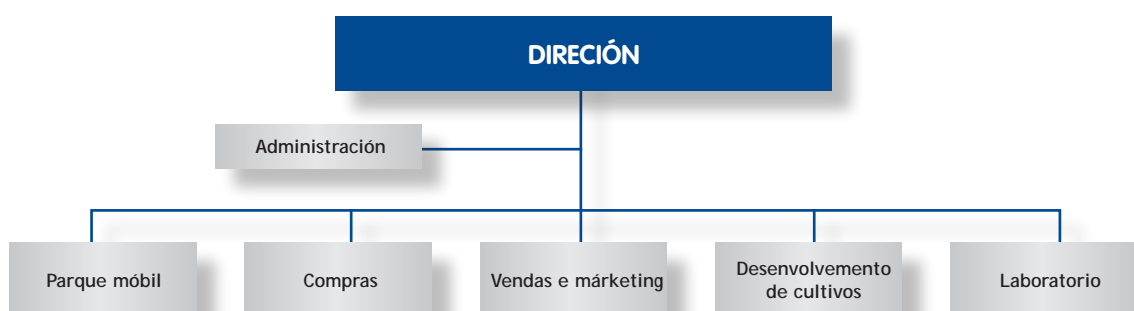 DIRECIÓN
Administración
Parque móbil
Compras
Vendas e márketing
Desenvolvemento
de cultivos
Laboratorio